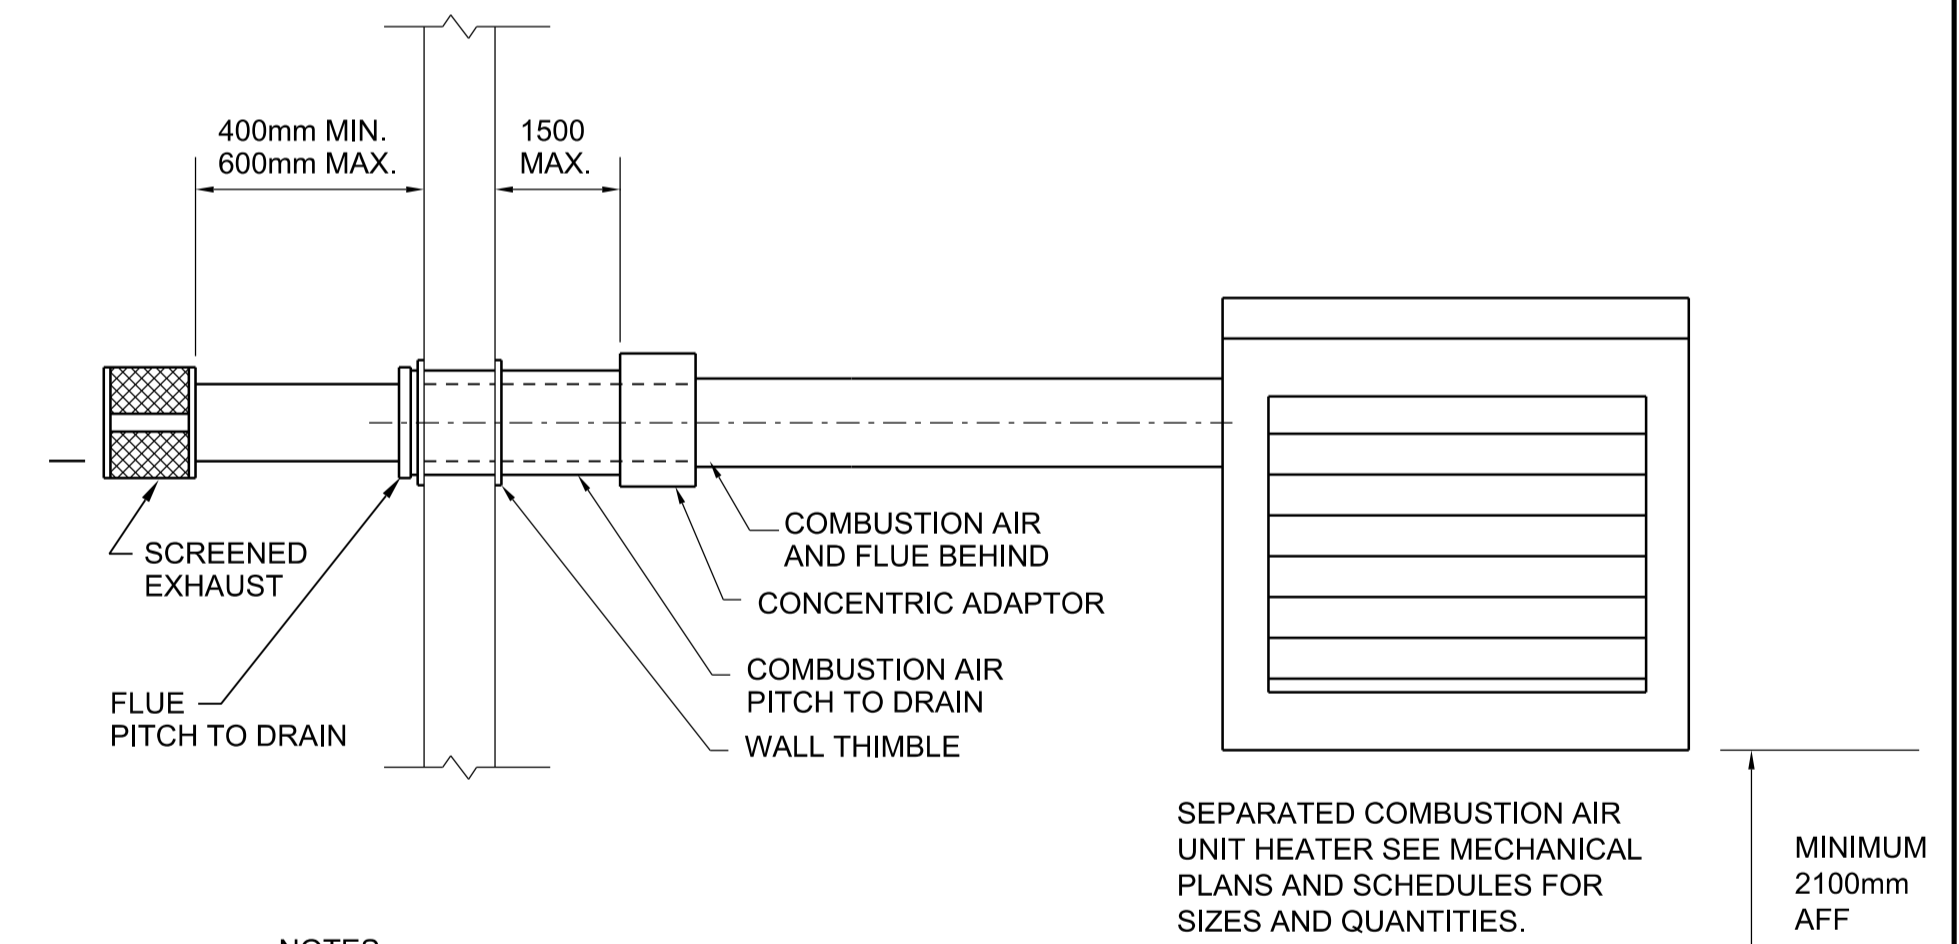 400mm MIN.
600mm MAX.
1500
MAX.
SCREENED
EXHAUST
COMBUSTION AIR
AND FLUE BEHIND
CONCENTRIC ADAPTOR
COMBUSTION AIR
PITCH TO DRAIN
WALL THIMBLE
FLUE
PITCH TO DRAIN
SEPARATED COMBUSTION AIR
UNIT HEATER SEE MECHANICAL
PLANS AND SCHEDULES FOR
SIZES AND QUANTITIES.
MINIMUM
2100mm
AFF
NOTES